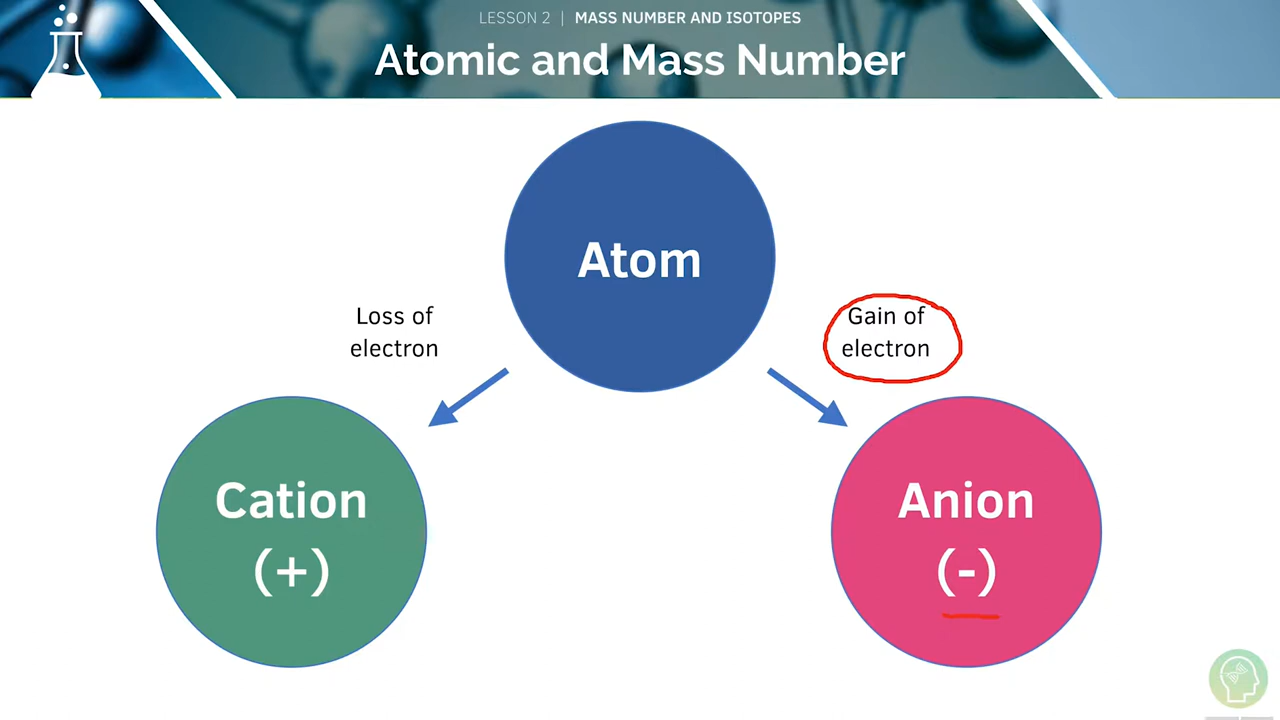 LESSON 2 | MASS NUMBER AND ISOTOPES
Atomic and Mass Number
Atom
Loss of
electron
Gain of
electron
Cation
(+)
Anion
(-)